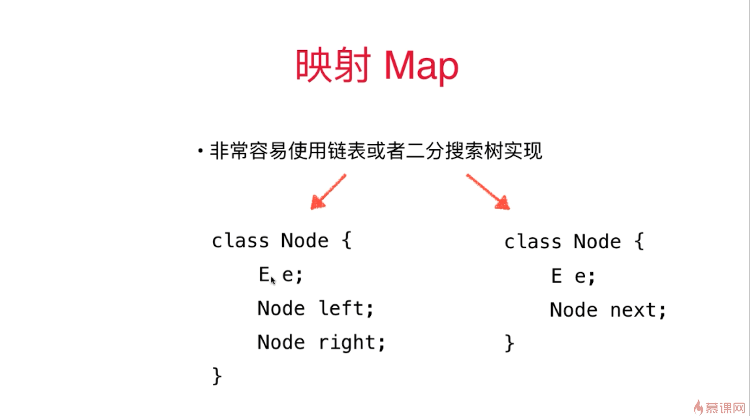 映射 Map
• 非常容易使用链表或者二分搜索树实现
class Node {
E e;
Node left;
Node right;
}
class Node {
E e;
Node next;
}
慕课网